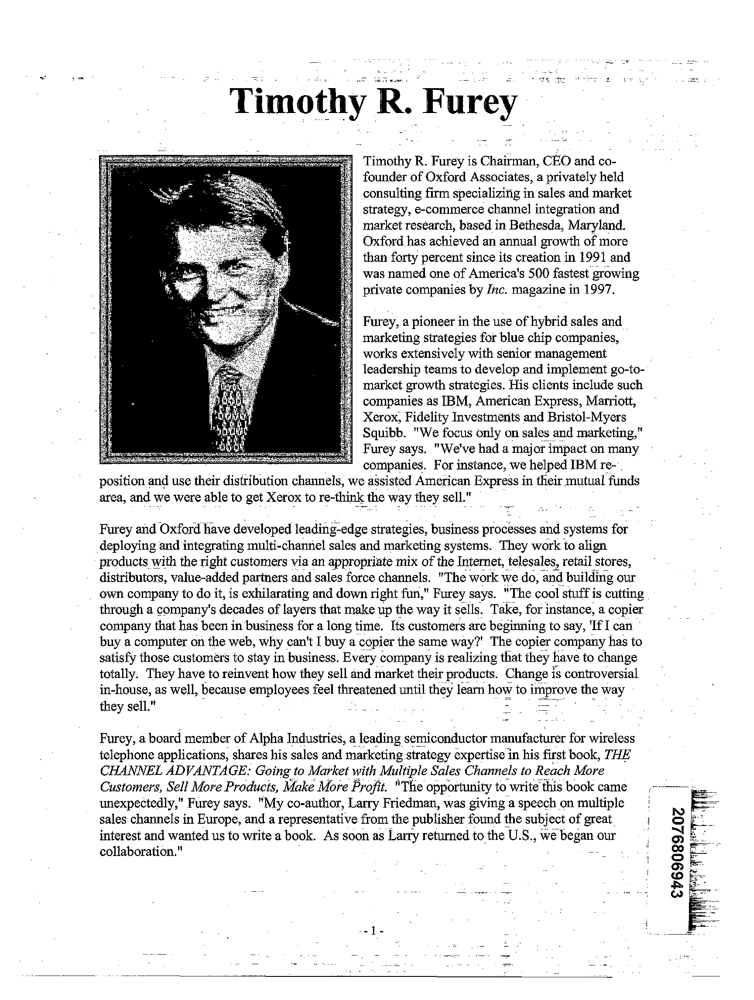 Timothy R. Furey
Timothy R. Furey is Chairman, CEO and co-
founder of Oxford Associates, a privately held
consulting firm specializing in sales and market
strategy, e-commerce channel integration and
market research, based in Bethesda, Maryland.
Oxford has achieved an annual growth of more
than forty percent since its creation in 1991 and
was named one of America's 500 fastest growing
private companies by Inc. magazine in 1997.
Furey, a pioneer in the use of hybrid sales and
marketing strategies for blue chip companies,
works extensively with senior management
leadership teams to develop and implement go-to-
market growth strategies. His clients include such
companies as IBM, American Express, Marriott,
Xerox, Fidelity Investments and Bristol-Myers
Squibb. "We focus only on sales and marketing,"
Furey says. "We've had a major impact on many
companies. For instance, we helped IBM re-
position and use their distribution channels, we assisted American Express in their mutual funds
area, and we were able to get Xerox to re-think the way they sell."
Furey and Oxford have developed leading-edge strategies, business processes and systems for
deploying and integrating multi-channel sales and marketing systems. They work to align
products with the right customers via an appropriate mix of the Internet, telesales, retail stores,
distributors, value-added partners and sales force channels. "The work we do, and building our
own company to do it, is exhilarating and down right fun," Furey says. "The cool stuff is cutting
through a company's decades of layers that make up the way it sells. Take, for instance, a copier
company that has been in business for a long time. Its customers are beginning to say, 'If I can
buy a computer on the web, why can't I buy a copier the same way?' The copier company has to
satisfy those customers to stay in business. Every company is realizing that they have to change
totally. They have to reinvent how they sell and market their products. Change is controversial
in-house, as well, because employees feel threatened until they learn how to improve the way
they sell."
Furey, a board member of Alpha Industries, a leading semiconductor manufacturer for wireless
telephone applications, shares his sales and marketing strategy expertise in his first book, THE
CHANNEL ADVANTAGE: Going to Market with Multiple Sales Channels to Reach More
Customers, Sell More Products, Make More Profit. "The opportunity to write this book came
unexpectedly," Furey says. "My co-author, Larry Friedman, was giving a speech on multiple
sales channels in Europe, and a representative from the publisher found the subject of great
interest and wanted us to write a book. As soon as Larry returned to the U.S., we began our
collaboration."
2076806943
- 1 -